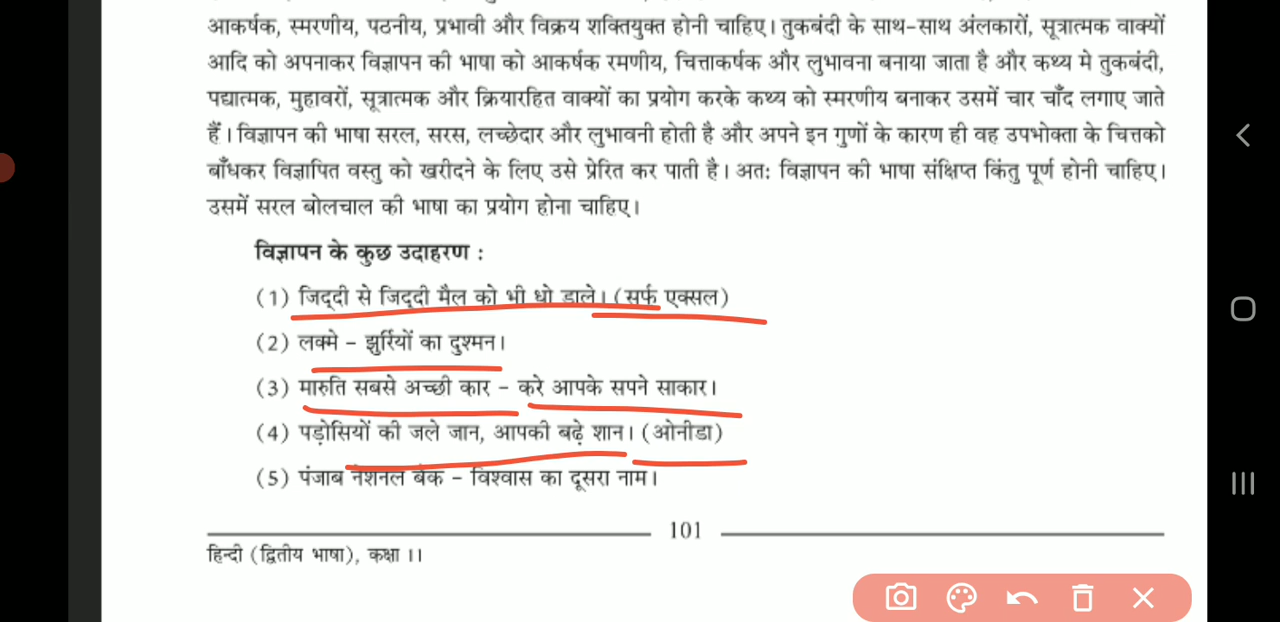 आकर्षक, स्मरणीय, पठनीय, प्रभावी और विक्रय शक्तियुक्त होनी चाहिए। तुकबंदी के साथ-साथ अंलकारों, सूत्रात्मक वाक्यों
आदि को अपनाकर विज्ञापन की भाषा को आकर्षक रमणीय, चित्ताकर्षक और लुभावना बनाया जाता है और कथ्य मे तुकबंदी,
पद्यात्मक, मुहावरों, सूत्रात्मक और क्रियारहित वाक्यों का प्रयोग करके कथ्य को स्मरणीय बनाकर उसमें चार चाँद लगाए जाते
हैं। विज्ञापन की भाषा सरल, सरस, लच्छेदार और लुभावनी होती है और अपने इन गुणों के कारण ही वह उपभोक्ता के चित्तको
बाँधकर विज्ञापित वस्तु को खरीदने के लिए उसे प्रेरित कर पाती है। अत: विज्ञापन की भाषा संक्षिप्त किंतु पूर्ण होनी चाहिए।
उसमें सरल बोलचाल की भाषा का प्रयोग होना चाहिए।
विज्ञापन के कुछ उदाहरण :
(1) जिद्दी से जिद्दी मैल को भी धो डाले। (सर्फ एक्सल)
(2) लक्मे - झुर्रियों का दुश्मन।
(3) मारुति सबसे अच्छी कार - करे आपके सपने साकार।
(4) पड़ोसियों की जले जान, आपकी बढ़े शान। (ओनीडा)
(5) पंजाब नेशनल बैंक - विश्वास का दूसरा नाम।
101
हिन्दी (द्वितीय भाषा), कक्षा ।।